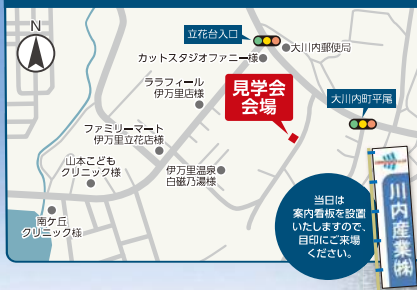 N
立花台入口
大川内郵便局
カットスタジオファニー様
ララフィール
伊万里店様
見学会
会場
大川内町平尾
ファミリーマート
伊万里立花店様
山本こども
クリニック様
伊万里温泉
白磁乃湯様
南ケ丘
クリニック様
当日は
案内看板を設置
いたしますので、
目印にご来場
ください。
川内産業㈱